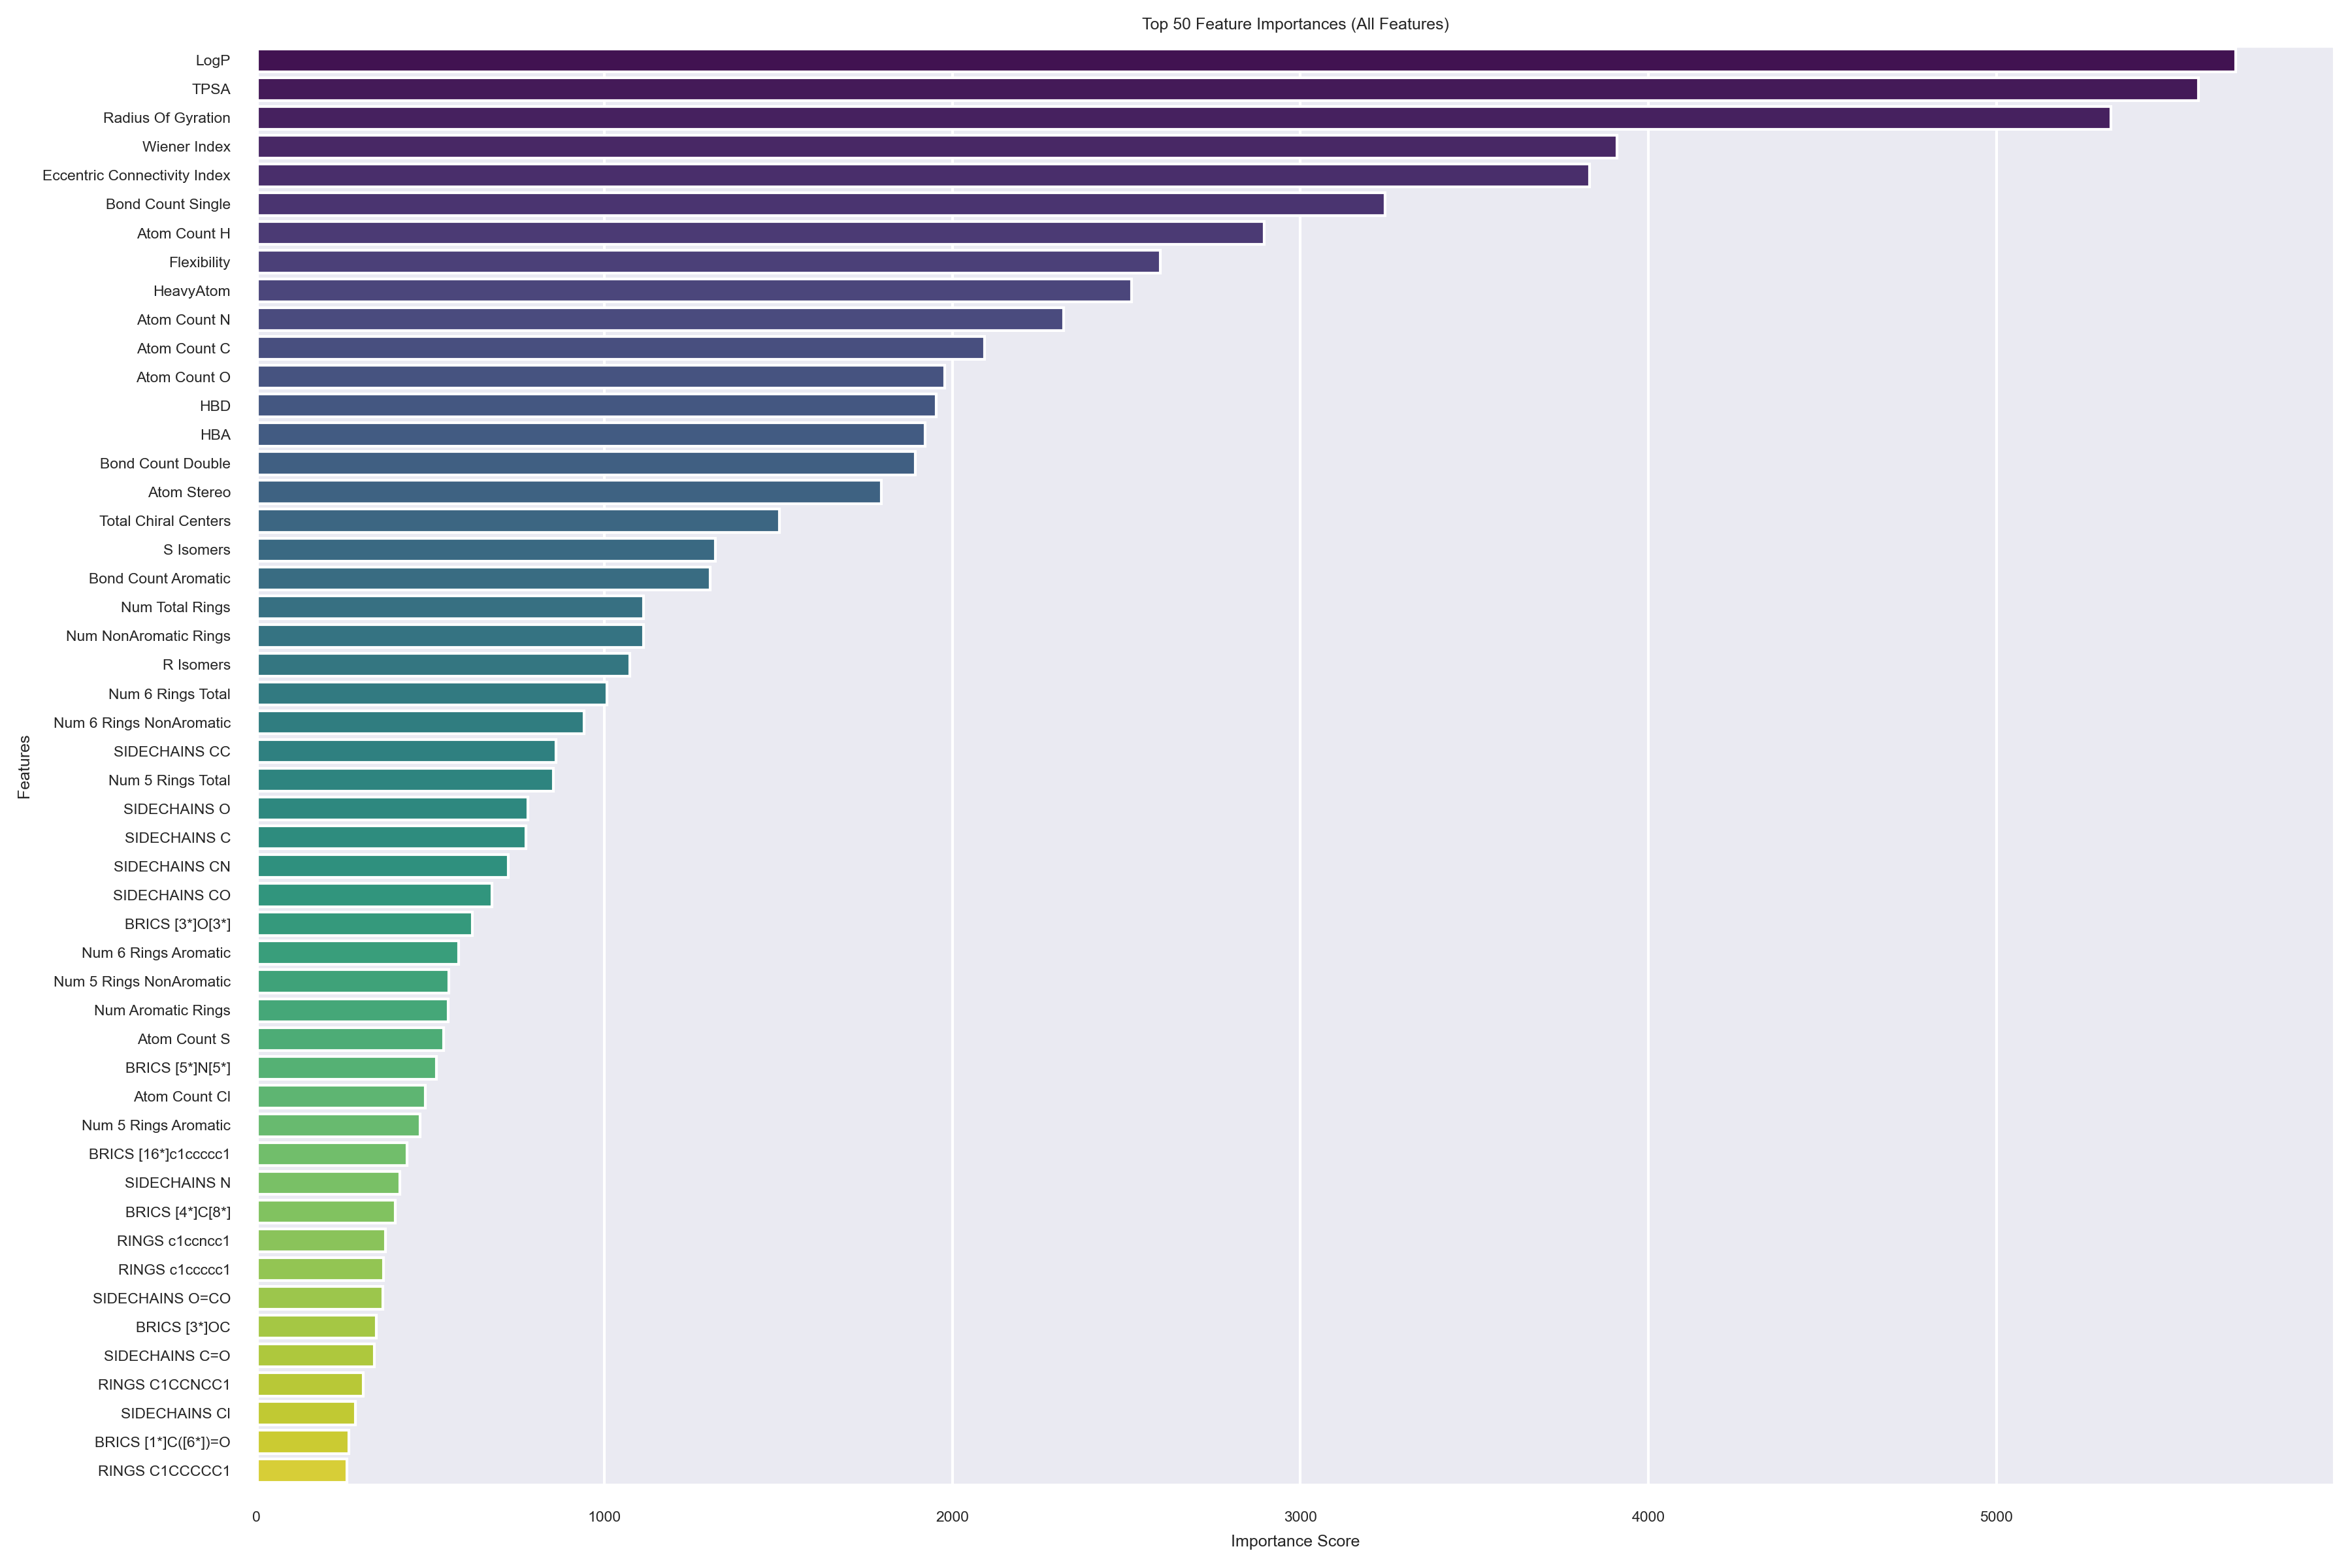 Top 50 Feature Importances (All Features)
LogP
TPSA
Radius Of Gyration
Wiener Index
Eccentric Connectivity Index
Bond Count Single
Atom Count H
Flexibility
HeavyAtom
Atom Count N
Atom Count C
Atom Count O
HBD
HBA
Bond Count Double
Atom Stereo
Total Chiral Centers
S Isomers
Bond Count Aromatic
Num Total Rings
Num NonAromatic Rings
R Isomers
Num 6 Rings Total
Num 6 Rings NonAromatic
SIDECHAINS CC
Num 5 Rings Total
SIDECHAINS O
SIDECHAINS C
SIDECHAINS CN
SIDECHAINS CO
BRICS [3*]O[3*]
Num 6 Rings Aromatic
Num 5 Rings NonAromatic
Num Aromatic Rings
Atom Count S
BRICS [5*]N[5*]
Atom Count Cl
Num 5 Rings Aromatic
BRICS [16*]c1ccccc1
SIDECHAINS N
BRICS [4*]C[8*]
RINGS c1ccncc1
RINGS c1ccccc1
SIDECHAINS O=CO
BRICS [3*]OC
SIDECHAINS C=O
RINGS C1CCNCC1
SIDECHAINS Cl
BRICS [1*]C([6*])=O
RINGS C1CCCCC1
Features
0 1000 2000 3000 4000 5000
Importance Score